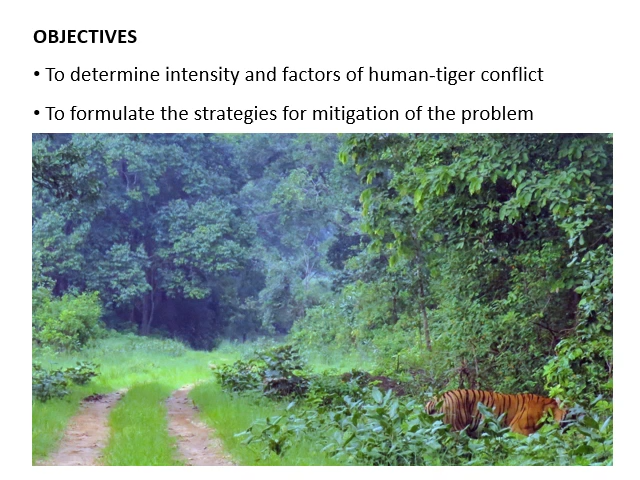 OBJECTIVES
• To determine intensity and factors of human-tiger conflict
• To formulate the strategies for mitigation of the problem